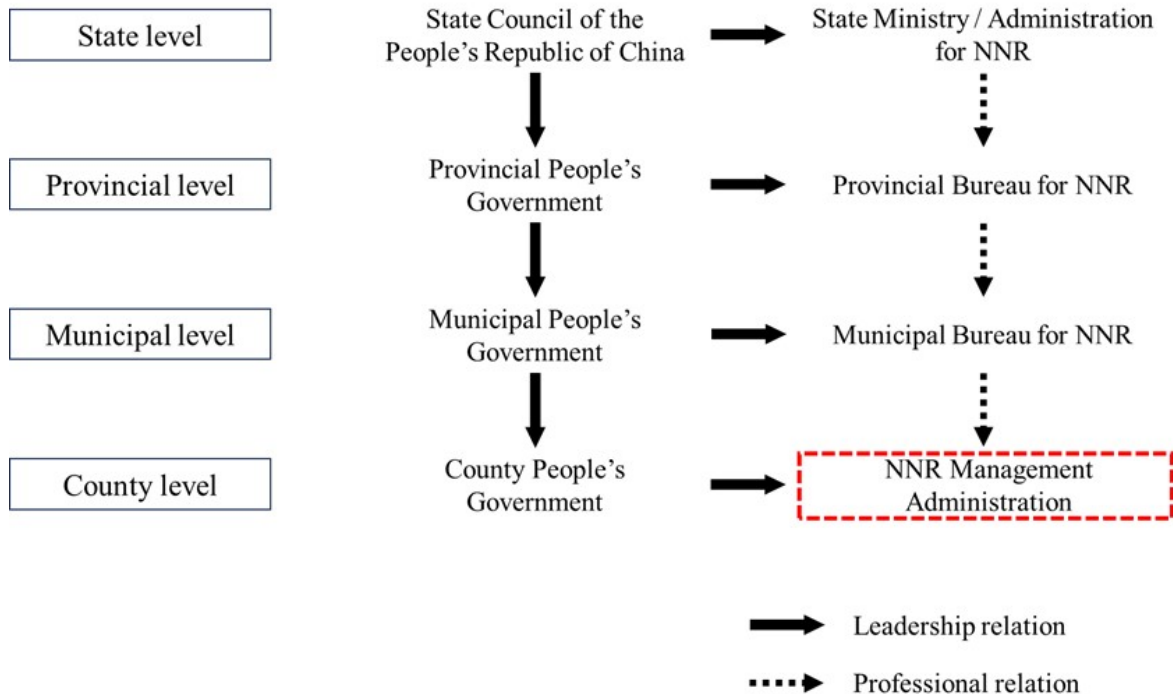 State level
State Council of the
People’s Republic of China
State Ministry / Administration
for NNR
Provincial level
Provincial People’s
Government
Provincial Bureau for NNR
Municipal level
Municipal People’s
Government
Municipal Bureau for NNR
County level
County People’s
Government
NNR Management
Administration
Leadership relation
Professional relation